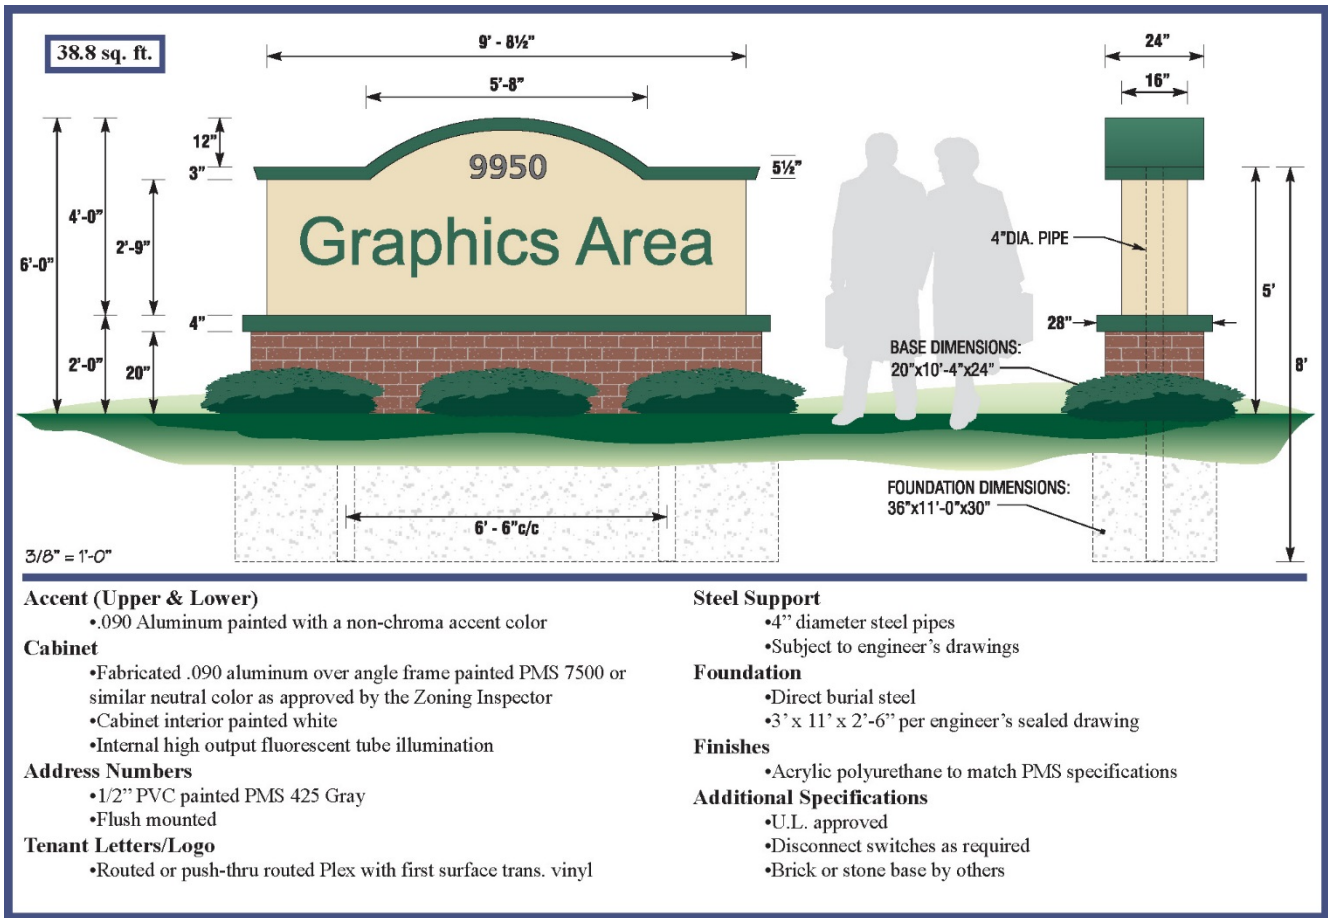 38.8 sq. ft.
9’ - 8½”
5’-8”
24”
16”
12”
3”
5½”
9950
Graphics Area
4’-0”
2’-9”
6’-0”
4”DIA. PIPE
5’
4”
28”
BASE DIMENSIONS:
20”x10’-4”x24”
2’-0”
20”
8’
FOUNDATION DIMENSIONS:
36”x11’-0”x30”
6’ - 6”c/c
3/8” = 1’-0”
Accent (Upper & Lower)
•.090 Aluminum painted with a non-chroma accent color
Cabinet
•Fabricated .090 aluminum over angle frame painted PMS 7500 or
similar neutral color as approved by the Zoning Inspector
•Cabinet interior painted white
•Internal high output fluorescent tube illumination
Address Numbers
•1/2” PVC painted PMS 425 Gray
•Flush mounted
Tenant Letters/Logo
•Routed or push-thru routed Plex with first surface trans. vinyl
Steel Support
•4” diameter steel pipes
•Subject to engineer’s drawings
Foundation
•Direct burial steel
•3’ x 11’ x 2’-6” per engineer’s sealed drawing
Finishes
•Acrylic polyurethane to match PMS specifications
Additional Specifications
•U.L. approved
•Disconnect switches as required
•Brick or stone base by others